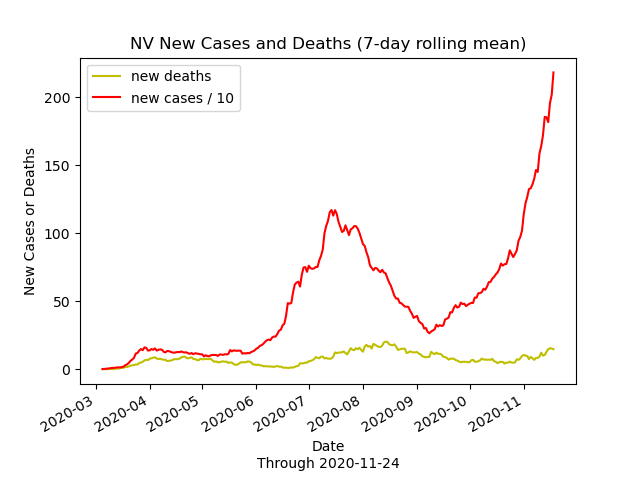 NV New Cases and Deaths (7-day rolling mean)
new deaths
new cases / 10
200
150
100
50
0
New Cases or Deaths
2020-03
2020-04
2020-05
2020-06
2020-07
2020-08
2020-09
2020-10
2020-11
Date
Through 2020-11-24